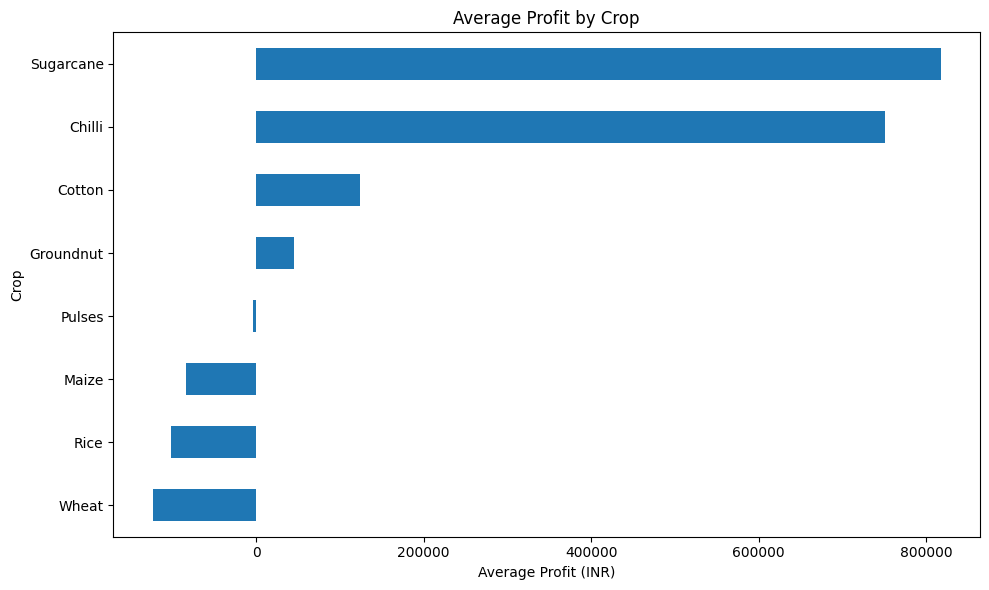 Average Profit by Crop
Crop
Sugarcane
Chilli
Cotton
Groundnut
Pulses
Maize
Rice
Wheat
0 200000 400000 600000 800000
Average Profit (INR)